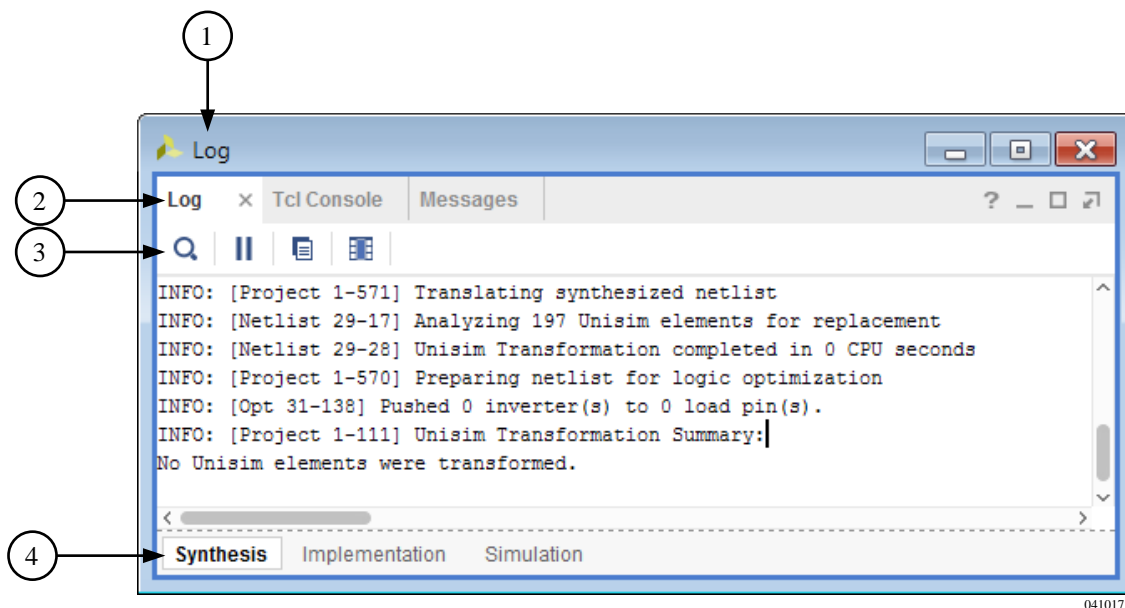 1
Log
2
Log Tcl Console Messages ?
3
INFO: [Project 1-571] Translating synthesized netlist
INFO: [Netlist 29-17] Analyzing 197 Unisim elements for replacement
INFO: [Netlist 29-28] Unisim Transformation completed in 0 CPU seconds
INFO: [Project 1-570] Preparing netlist for logic optimization
INFO: [Opt 31-138] Pushed 0 inverter(s) to 0 load pin(s).
INFO: [Project 1-111] Unisim Transformation Summary:
No Unisim elements were transformed.
4
Synthesis Implementation Simulation
041017